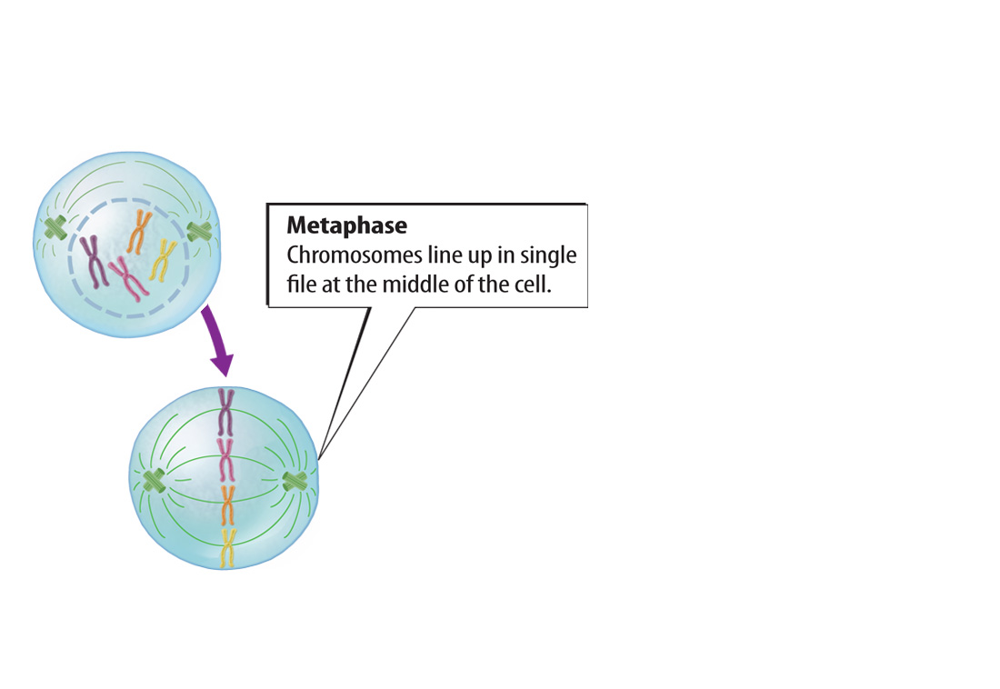 Metaphase
Chromosomes line up in single
file at the middle of the cell.